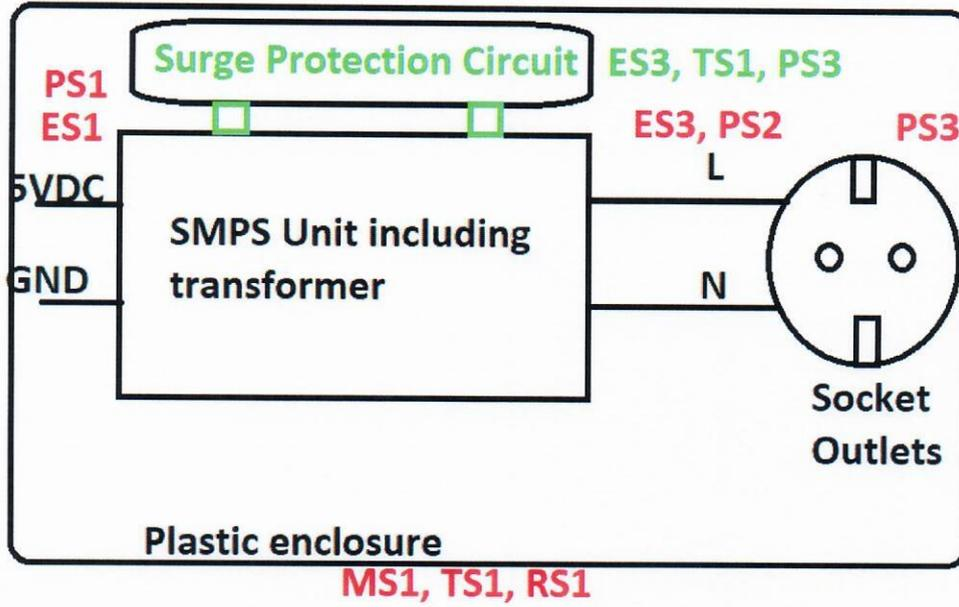 Surge Protection Circuit
ES3, TS1, PS3
PS1
ES1
ES3, PS2
PS3
L
5VDC
SMPS Unit including
transformer
GND
N
Socket
Outlets
Plastic enclosure
MS1, TS1, RS1